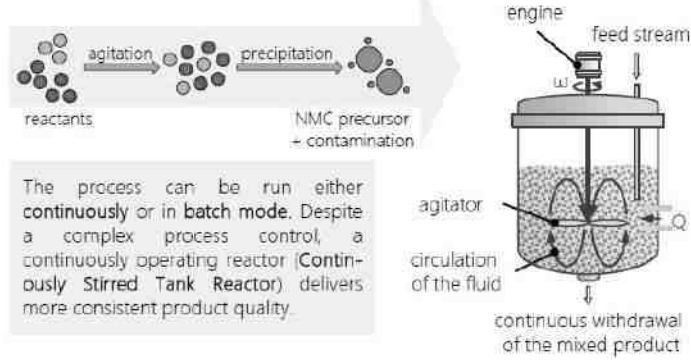 agitation
precipitation
reactants
NMC precursor
+ contamination
The process can be run either
continuously or in batch mode. Despite
a complex process control, a
continuously operating reactor (Contin-
ously Stirred Tank Reactor) delivers
more consistent product quality.
engine
feed stream
ω
agitator
Q
circulation
of the fluid
continuous withdrawal
of the mixed product